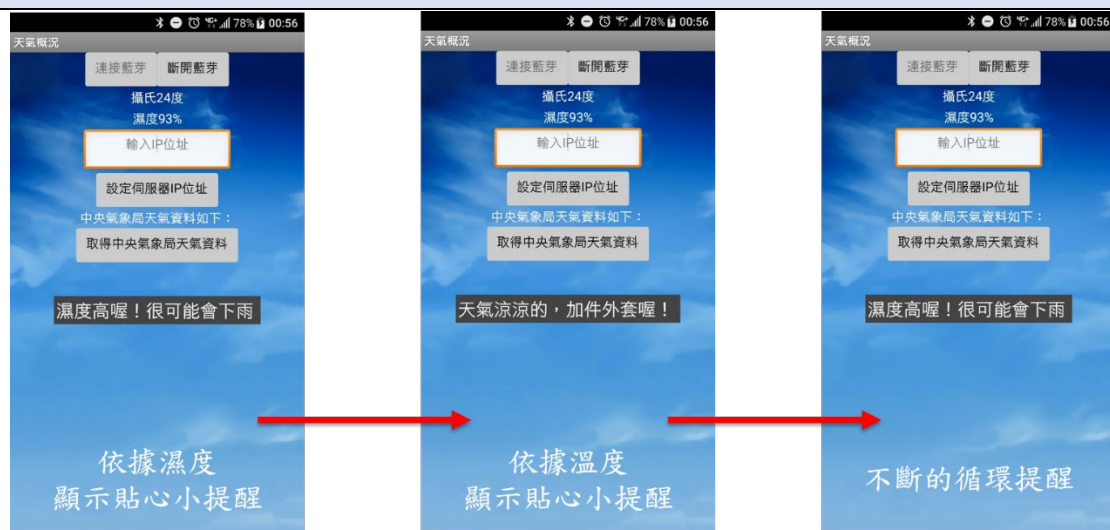 78% 00:56
天氣概況
連接藍芽 斷開藍芽
攝氏24度
濕度93%
輸入IP位址
設定伺服器IP位址
中央氣象局天氣資料如下：
取得中央氣象局天氣資料
濕度高喔！很可能會下雨
依據濕度
顯示貼心小提醒
78% 00:56
天氣概況
連接藍芽 斷開藍芽
攝氏24度
濕度93%
輸入IP位址
設定伺服器IP位址
中央氣象局天氣資料如下：
取得中央氣象局天氣資料
天氣涼涼的，加件外套喔！
依據溫度
顯示貼心小提醒
78% 00:56
天氣概況
連接藍芽 斷開藍芽
攝氏24度
濕度93%
輸入IP位址
設定伺服器IP位址
中央氣象局天氣資料如下：
取得中央氣象局天氣資料
濕度高喔！很可能會下雨
不斷的循環提醒